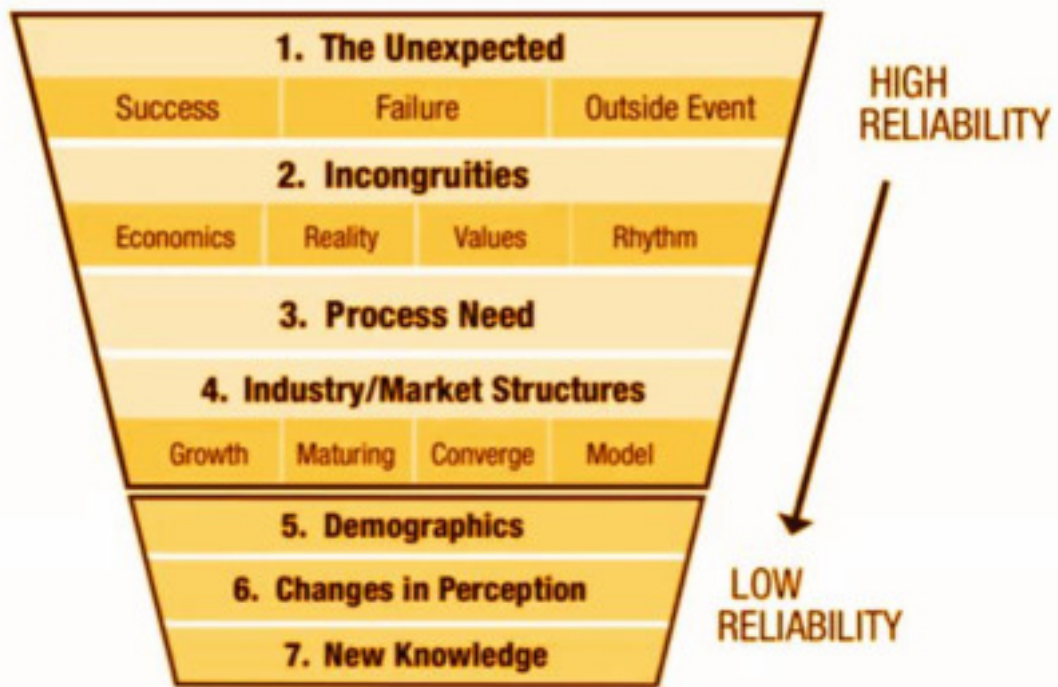 1. The Unexpected
Success Failure Outside Event
2. Incongruities
Economics Reality Values Rhythm
3. Process Need
4. Industry/Market Structures
Growth Maturing Converge Model
5. Demographics
6. Changes in Perception
7. New Knowledge
HIGH
RELIABILITY
LOW
RELIABILITY